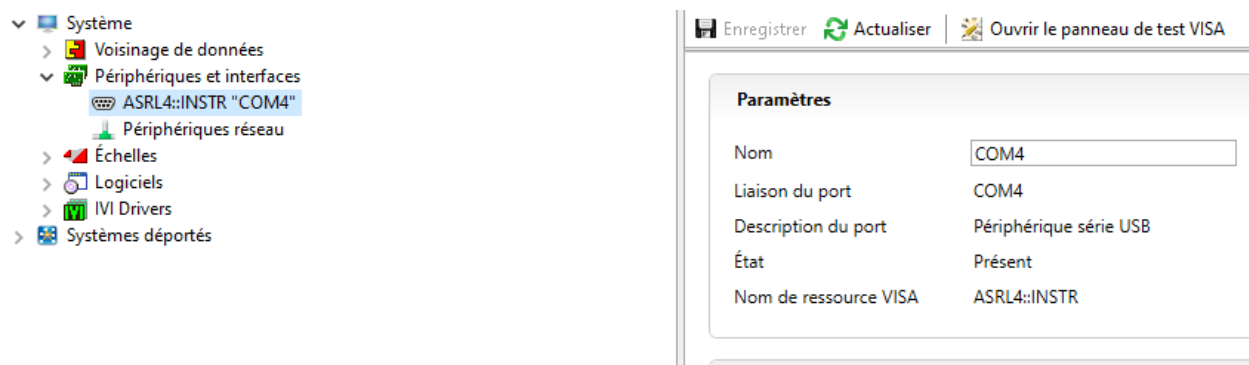 Système
Voisinage de données
Périphériques et interfaces
ASRL4::INSTR "COM4"
Périphériques réseau
Échelles
Logiciels
IVI Drivers
Systèmes déportés
Enregistrer Actualiser Ouvrir le panneau de test VISA
Paramètres
Nom COM4
Liaison du port COM4
Description du port Périphérique série USB
État Présent
Nom de ressource VISA ASRL4::INSTR